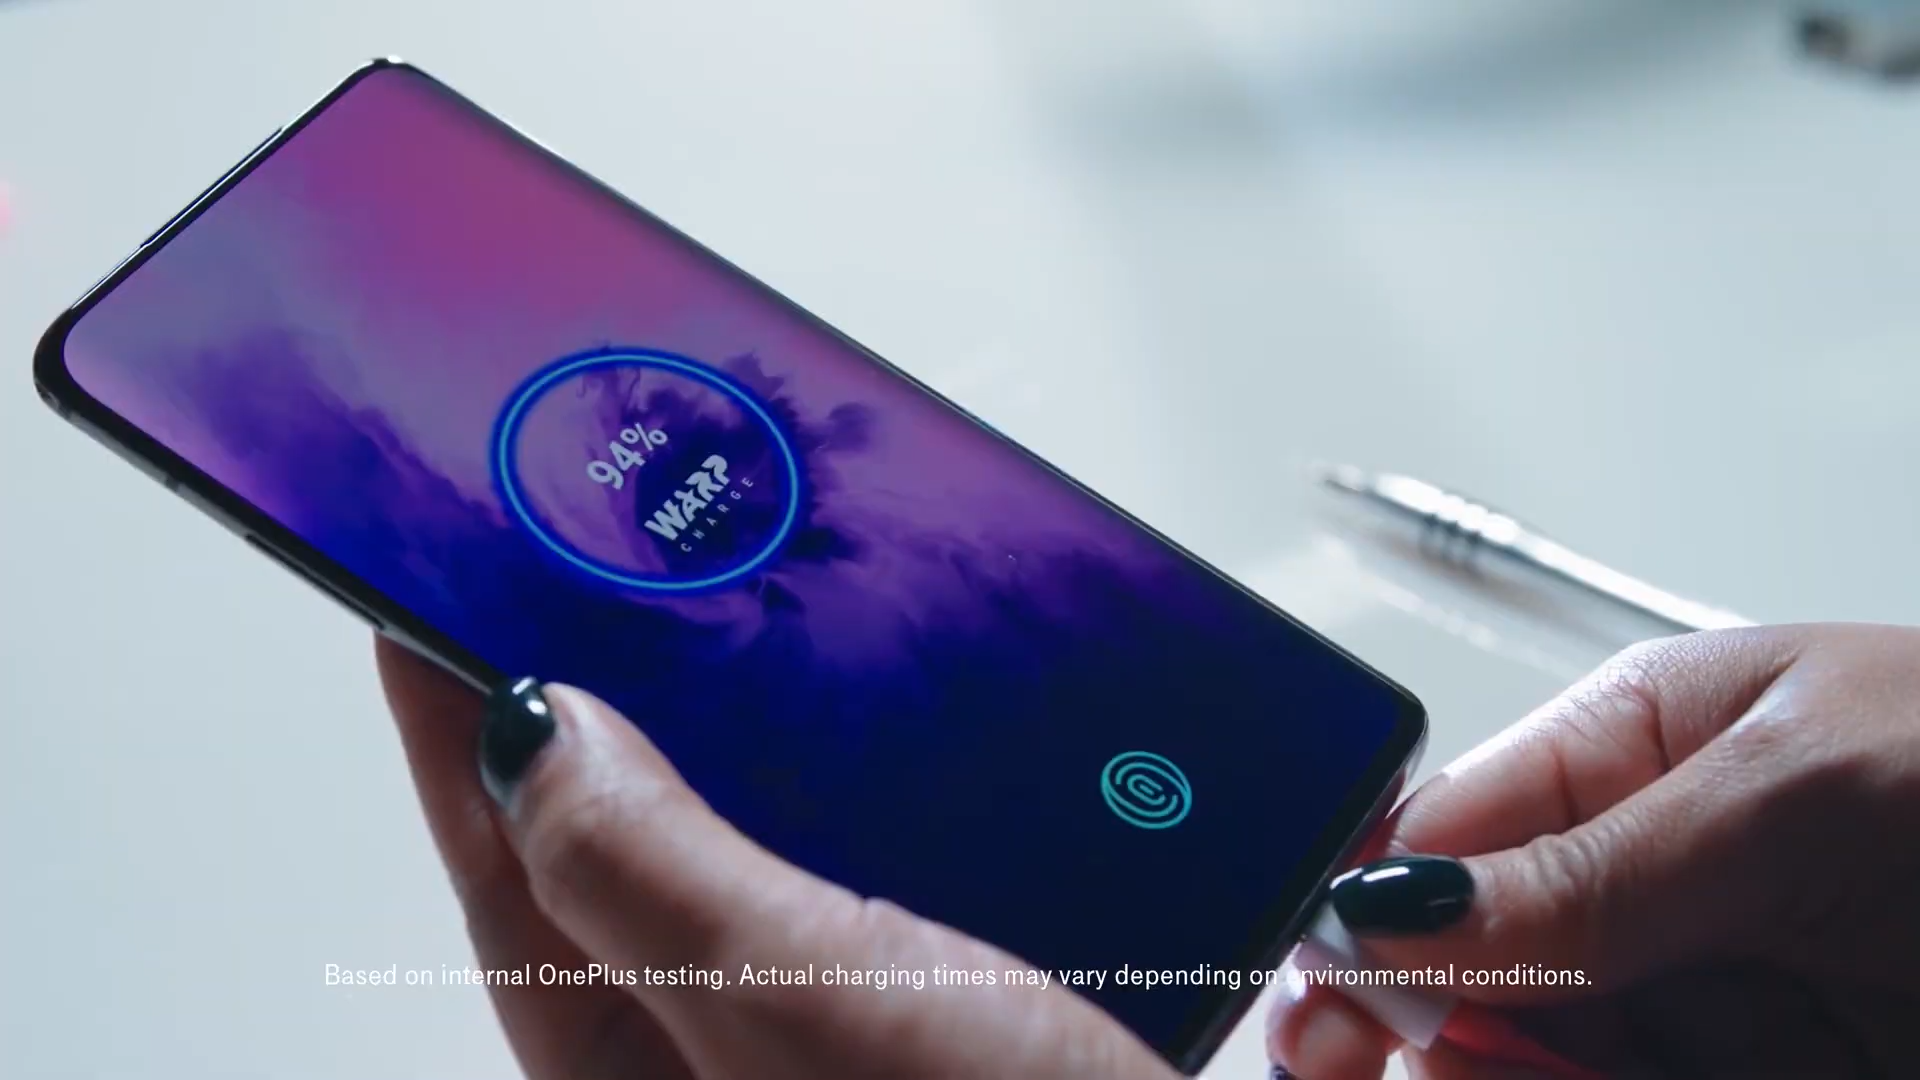 94%
WARP
CHARGE
Based on internal OnePlus testing. Actual charging times may vary depending on environmental conditions.